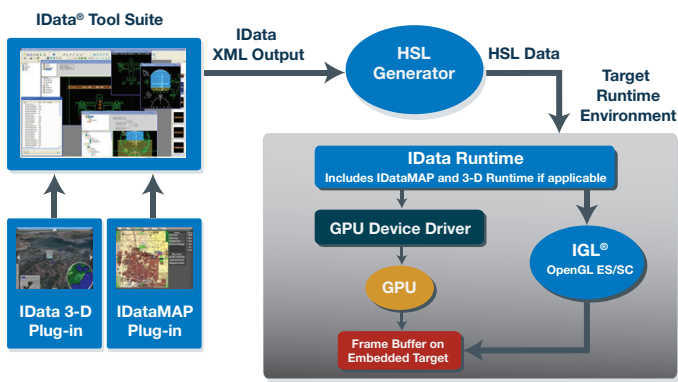 IData® Tool Suite
IData
XML Output
HSL
Generator
HSL Data
Target
Runtime
Environment
IData Runtime
Includes IDataMAP and 3-D Runtime if applicable
GPU Device Driver
IGL®
OpenGL ES/SC
GPU
IData 3-D
Plug-in
IDataMAP
Plug-in
Frame Buffer on
Embedded Target